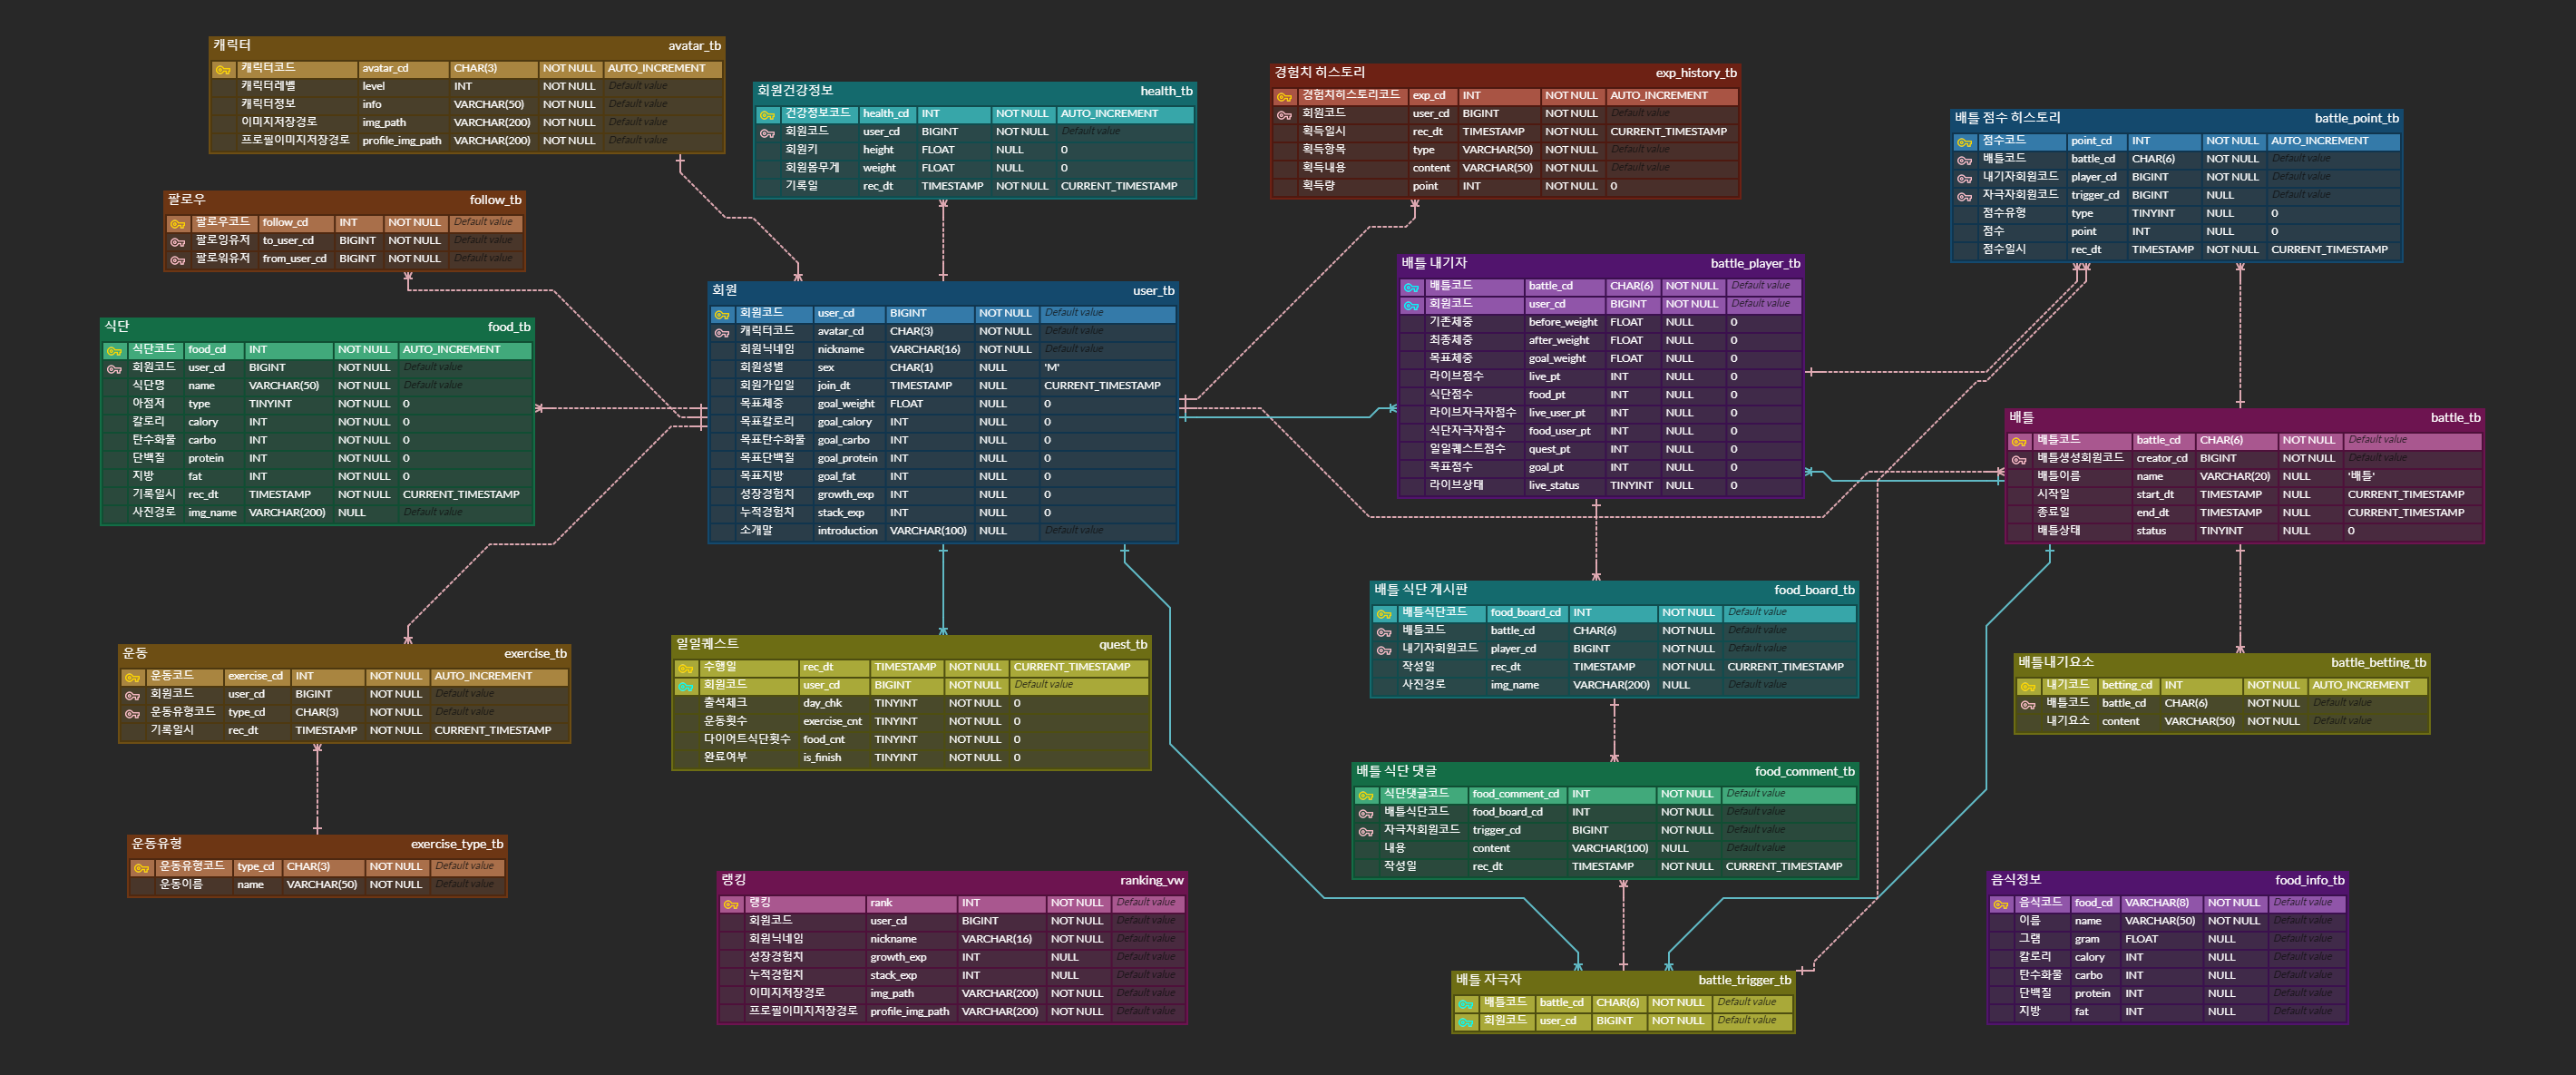 캐릭터 avatar_tb
캐릭터코드 avatar_cd CHAR(3) NOT NULL AUTO_INCREMENT
캐릭터레벨 level INT NOT NULL Default value
캐릭터정보 info VARCHAR(50) NOT NULL Default value
이미지저장경로 img_path VARCHAR(200) NOT NULL Default value
프로필이미지저장경로 profile_img_path VARCHAR(200) NOT NULL Default value
회원건강정보 health_tb
건강정보코드 health_cd INT NOT NULL AUTO_INCREMENT
회원코드 user_cd BIGINT NOT NULL Default value
회원키 height FLOAT NULL 0
회원몸무게 weight FLOAT NULL 0
기록일 rec_dt TIMESTAMP NOT NULL CURRENT_TIMESTAMP
경험치 히스토리 exp_history_tb
경험치히스토리코드 exp_cd INT NOT NULL AUTO_INCREMENT
회원코드 user_cd BIGINT NOT NULL Default value
획득일시 rec_dt TIMESTAMP NOT NULL CURRENT_TIMESTAMP
획득항목 type VARCHAR(50) NOT NULL Default value
획득내용 content VARCHAR(50) NOT NULL Default value
획득량 point INT NOT NULL 0
배틀 점수 히스토리 battle_point_tb
점수코드 point_cd INT NOT NULL AUTO_INCREMENT
배틀코드 battle_cd CHAR(6) NOT NULL Default value
내기자회원코드 player_cd BIGINT NOT NULL Default value
자극자회원코드 trigger_cd BIGINT NULL Default value
점수유형 type TINYINT NULL 0
점수 point INT NULL 0
점수일시 rec_dt TIMESTAMP NOT NULL CURRENT_TIMESTAMP
팔로우 follow_tb
팔로우코드 follow_cd INT NOT NULL Default value
팔로잉유저 to_user_cd BIGINT NOT NULL Default value
팔로워유저 from_user_cd BIGINT NOT NULL Default value
회원 user_tb
회원코드 user_cd BIGINT NOT NULL Default value
캐릭터코드 avatar_cd CHAR(3) NOT NULL Default value
회원닉네임 nickname VARCHAR(16) NOT NULL Default value
회원성별 sex CHAR(1) NULL 'M'
회원가입일 join_dt TIMESTAMP NULL CURRENT_TIMESTAMP
목표체중 goal_weight FLOAT NULL 0
목표칼로리 goal_calory INT NULL 0
목표탄수화물 goal_carbo INT NULL 0
목표단백질 goal_protein INT NULL 0
목표지방 goal_fat INT NULL 0
성장경험치 growth_exp INT NULL 0
누적경험치 stack_exp INT NULL 0
소개말 introduction VARCHAR(100) NULL Default value
배틀 내기자 battle_player_tb
배틀코드 battle_cd CHAR(6) NOT NULL Default value
회원코드 user_cd BIGINT NOT NULL Default value
기존체중 before_weight FLOAT NULL 0
최종체중 after_weight FLOAT NULL 0
목표체중 goal_weight FLOAT NULL 0
라이브점수 live_pt INT NULL 0
식단점수 food_pt INT NULL 0
라이브자극자점수 live_user_pt INT NULL 0
식단자극자점수 food_user_pt INT NULL 0
일일퀘스트점수 quest_pt INT NULL 0
목표점수 goal_pt INT NULL 0
라이브상태 live_status TINYINT NULL 0
식단 food_tb
식단코드 food_cd INT NOT NULL AUTO_INCREMENT
회원코드 user_cd BIGINT NOT NULL Default value
식단명 name VARCHAR(50) NOT NULL Default value
아점저 type TINYINT NOT NULL 0
칼로리 calory INT NOT NULL 0
탄수화물 carbo INT NOT NULL 0
단백질 protein INT NOT NULL 0
지방 fat INT NOT NULL 0
기록일시 rec_dt TIMESTAMP NOT NULL CURRENT_TIMESTAMP
사진경로 img_name VARCHAR(200) NULL Default value
배틀 battle_tb
배틀코드 battle_cd CHAR(6) NOT NULL Default value
배틀생성회원코드 creator_cd BIGINT NOT NULL Default value
배틀이름 name VARCHAR(20) NULL '배틀'
시작일 start_dt TIMESTAMP NULL CURRENT_TIMESTAMP
종료일 end_dt TIMESTAMP NULL CURRENT_TIMESTAMP
배틀상태 status TINYINT NULL 0
배틀 식단 게시판 food_board_tb
배틀식단코드 food_board_cd INT NOT NULL Default value
배틀코드 battle_cd CHAR(6) NOT NULL Default value
내기자회원코드 player_cd BIGINT NOT NULL Default value
작성일 rec_dt TIMESTAMP NOT NULL CURRENT_TIMESTAMP
사진경로 img_name VARCHAR(200) NULL Default value
운동 exercise_tb
운동코드 exercise_cd INT NOT NULL AUTO_INCREMENT
회원코드 user_cd BIGINT NOT NULL Default value
운동유형코드 type_cd CHAR(3) NOT NULL Default value
기록일시 rec_dt TIMESTAMP NOT NULL CURRENT_TIMESTAMP
일일퀘스트 quest_tb
수행일 rec_dt TIMESTAMP NOT NULL CURRENT_TIMESTAMP
회원코드 user_cd BIGINT NOT NULL Default value
출석체크 day_chk TINYINT NOT NULL 0
운동횟수 exercise_cnt TINYINT NOT NULL 0
다이어트식단횟수 food_cnt TINYINT NOT NULL 0
완료여부 is_finish TINYINT NOT NULL 0
배틀내기요소 battle_betting_tb
내기코드 betting_cd INT NOT NULL AUTO_INCREMENT
배틀코드 battle_cd CHAR(6) NOT NULL Default value
내기요소 content VARCHAR(50) NOT NULL Default value
배틀 식단 댓글 food_comment_tb
식단댓글코드 food_comment_cd INT NOT NULL Default value
배틀식단코드 food_board_cd INT NOT NULL Default value
자극자회원코드 trigger_cd BIGINT NOT NULL Default value
내용 content VARCHAR(100) NULL Default value
작성일 rec_dt TIMESTAMP NOT NULL CURRENT_TIMESTAMP
운동유형 exercise_type_tb
운동유형코드 type_cd CHAR(3) NOT NULL Default value
운동이름 name VARCHAR(50) NOT NULL Default value
랭킹 ranking_vw
랭킹 rank INT NOT NULL Default value
회원코드 user_cd BIGINT NOT NULL Default value
회원닉네임 nickname VARCHAR(16) NOT NULL Default value
성장경험치 growth_exp INT NULL Default value
누적경험치 stack_exp INT NULL Default value
이미지저장경로 img_path VARCHAR(200) NOT NULL Default value
프로필이미지저장경로 profile_img_path VARCHAR(200) NOT NULL Default value
음식정보 food_info_tb
음식코드 food_cd VARCHAR(8) NOT NULL Default value
이름 name VARCHAR(50) NOT NULL Default value
그램 gram FLOAT NULL Default value
칼로리 calory INT NULL Default value
탄수화물 carbo INT NULL Default value
단백질 protein INT NULL Default value
지방 fat INT NULL Default value
배틀 자극자 battle_trigger_tb
배틀코드 battle_cd CHAR(6) NOT NULL Default value
회원코드 user_cd BIGINT NOT NULL Default value